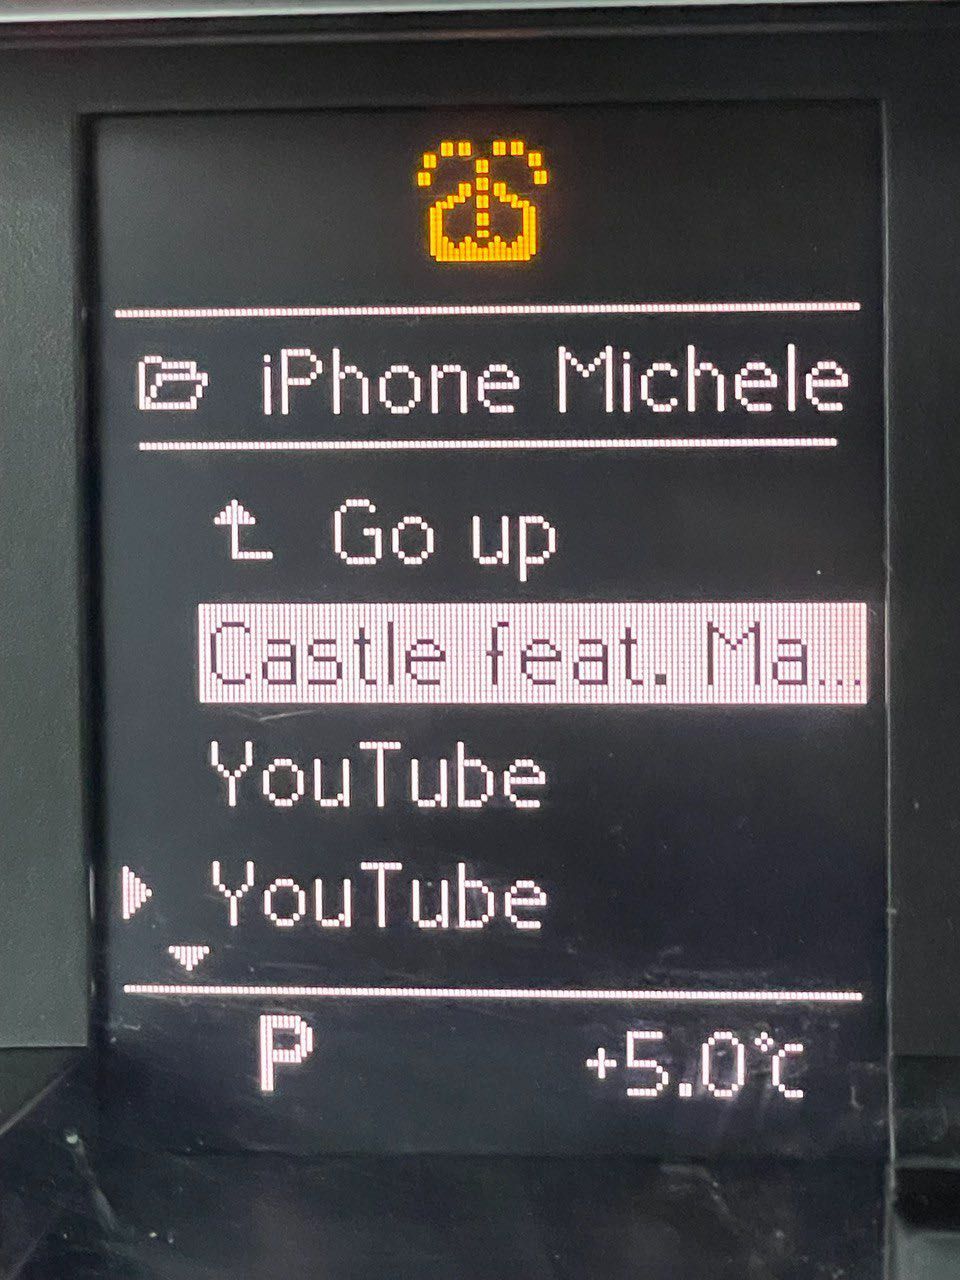 iPhone Michele
Go up
Castle feat. Ma...
YouTube
YouTube
P
+5.0°C